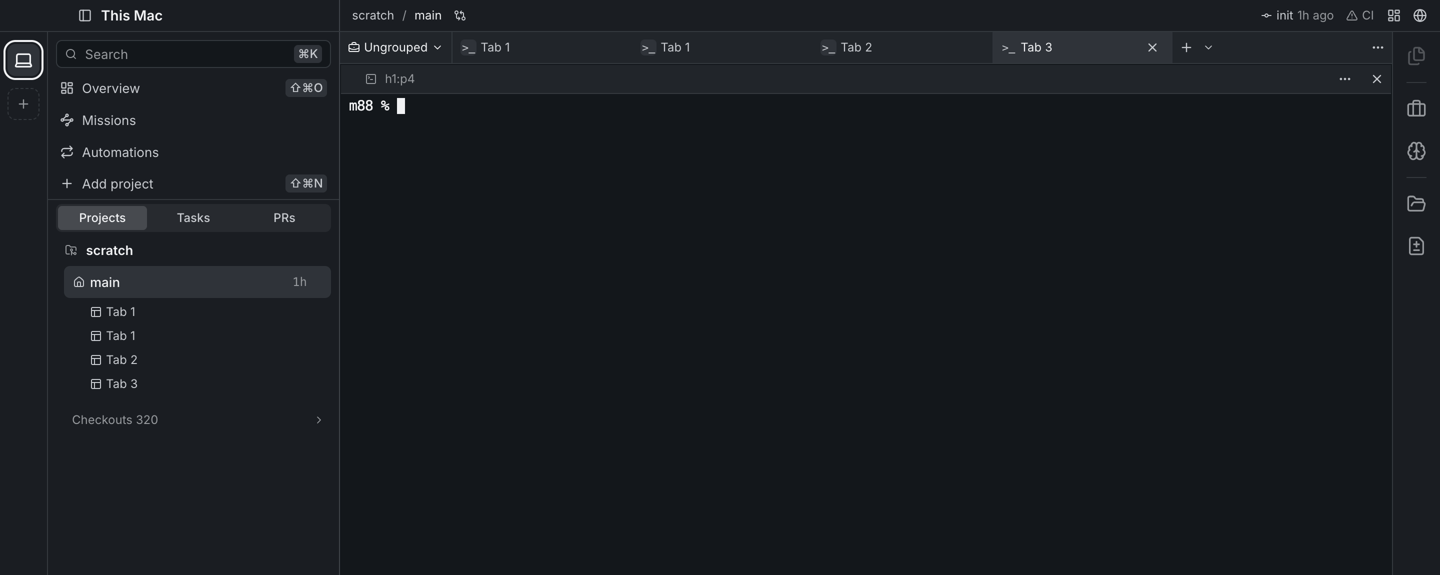 This Mac
scratch / main
init 1h ago CI
Search ⌘K
Overview ⇧⌘O
Missions
Automations
Add project ⇧⌘N
Projects Tasks PRs
scratch
main 1h
Tab 1
Tab 1
Tab 2
Tab 3
Checkouts 320
Ungrouped >_ Tab 1 >_ Tab 1 >_ Tab 2 >_ Tab 3
h1:p4
m88 %